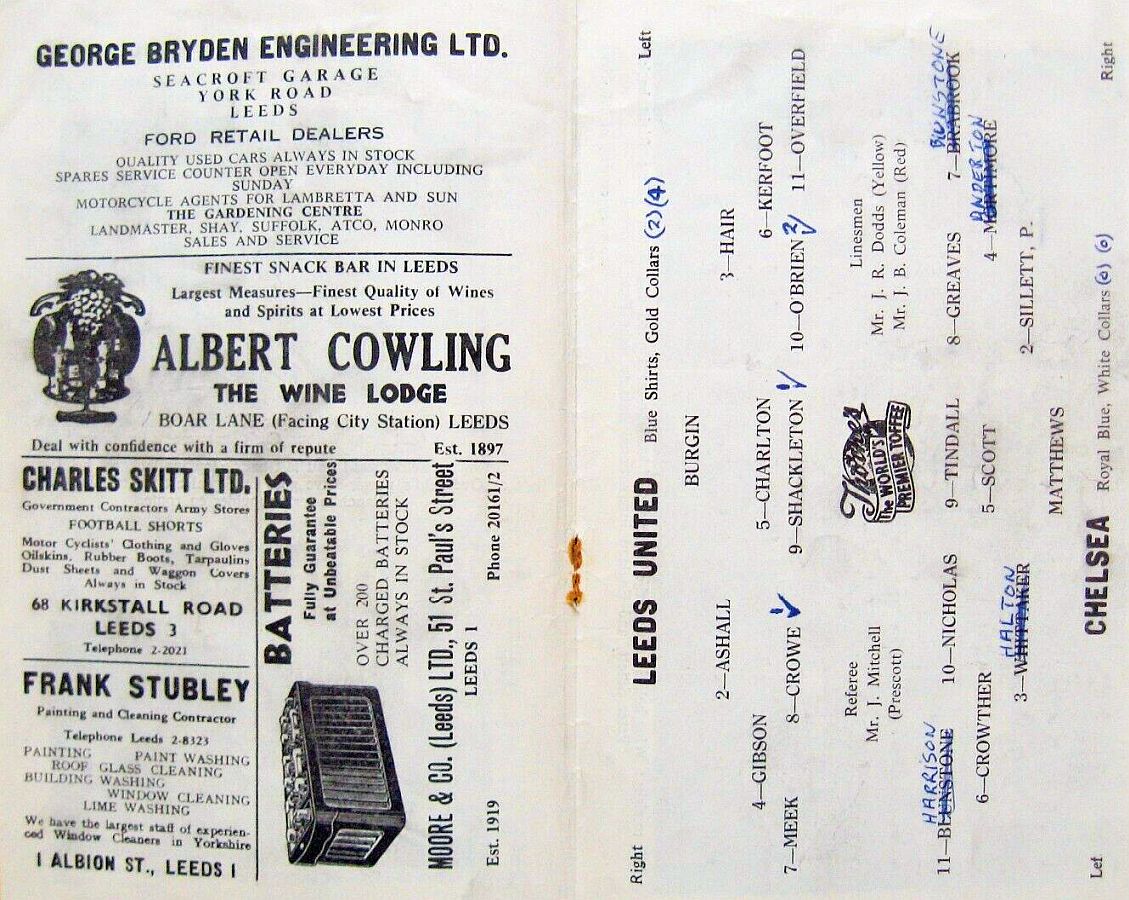 GEORGE BRYDEN ENGINEERING LTD.
SEACROFT GARAGE
YORK ROAD
LEEDS
FORD RETAIL DEALERS
QUALITY USED CARS ALWAYS IN STOCK
SPARES SERVICE COUNTER OPEN EVERYDAY INCLUDING
SUNDAY
MOTORCYCLE AGENTS FOR LAMBRETTA AND SUN
THE GARDENING CENTRE
LANDMASTER, SHAY, SUFFOLK, ATCO, MONRO
SALES AND SERVICE
FINEST SNACK BAR IN LEEDS
Largest Measures—Finest Quality of Wines
and Spirits at Lowest Prices
ALBERT COWLING
THE WINE LODGE
BOAR LANE (Facing City Station) LEEDS
Deal with confidence with a firm of repute Est. 1897
CHARLES SKITT LTD.
Government Contractors Army Stores
FOOTBALL SHORTS
Motor Cyclists' Clothing and Gloves
Oilskins, Rubber Boots, Tarpaulins
Dust Sheets and Waggon Covers
Always in Stock
68 KIRKSTALL ROAD
LEEDS 3
Telephone 2-2021
FRANK STUBLEY
Painting and Cleaning Contractor
Telephone Leeds 2-8323
PAINTING PAINT WASHING
ROOF GLASS CLEANING
BUILDING WASHING
WINDOW CLEANING
LIME WASHING
We have the largest staff of experien-
ced Window Cleaners in Yorkshire
1 ALBION ST., LEEDS 1
BATTERIES
Fully Guarantee
at Unbeatable Prices
OVER 200
CHARGED BATTERIES
ALWAYS IN STOCK
MOORE & CO. (Leeds) LTD., 51 St. Paul's Street
LEEDS 1
Est. 1919 Phone 20161/2
Right LEEDS UNITED Blue Shirts, Gold Collars (2) (4) Left
BURGIN
2—ASHALL 3—HAIR
4—GIBSON 5—CHARLTON 6—KERFOOT
7—MEEK 8—CROWE ✓ 9—SHACKLETON ✓ 10—O'BRIEN 2/ 11—OVERFIELD
Referee
Mr. J. Mitchell
(Prescott)
Thorne's
The WORLD'S
PREMIER TOFFEE
Linesmen
Mr. J. R. Dodds (Yellow)
Mr. J. B. Coleman (Red)
HARRISON BLUNSTONE
11—BLUNSTONE 10—NICHOLAS 9—TINDALL 8—GREAVES 7—BRABROOK
HALTON ANDERTON
6—CROWTHER 5—SCOTT 4—MORTIMORE
3—WHITTAKER 2—SILLETT, P.
MATTHEWS
Lef CHELSEA Royal Blue, White Collars (0) (0) Right